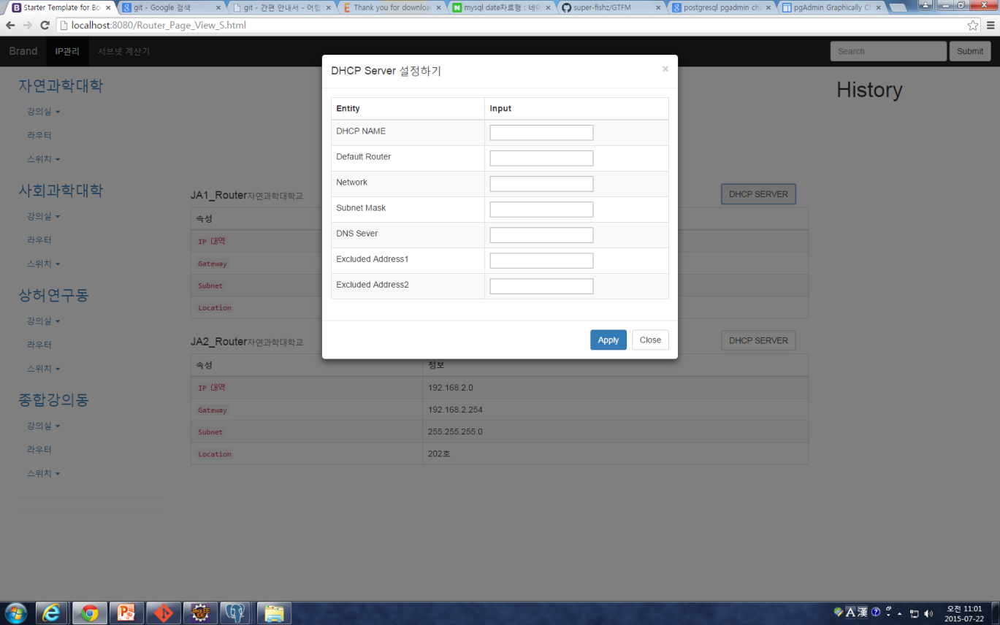 Starter Template for Bo
git - Google 검색
git - 간편 안내서 - 어렵
Thank you for downloa
mysql date자료형 : 네이
super-fishz/GTFM
postgresql pgadmin cha
pgAdmin Graphically Cr
localhost:8080/Router_Page_View_S.html
Brand IP관리 서브넷 계산기 Search Submit
DHCP Server 설정하기 ×
Entity Input
DHCP NAME
Default Router
Network
Subnet Mask
DNS Sever
Excluded Address1
Excluded Address2
Apply Close
자연과학대학
강의실
라우터
스위치
사회과학대학
강의실
라우터
스위치
상허연구동
강의실
라우터
스위치
종합강의동
강의실
라우터
스위치
JA1_Router자연과학대학교 DHCP SERVER
속성
IP 대역
Gateway
Subnet
Location
JA2_Router자연과학대학교 DHCP SERVER
속성 정보
IP 대역 192.168.2.0
Gateway 192.168.2.254
Subnet 255.255.255.0
Location 202호
History
A 漢
오전 11:01
2015-07-22